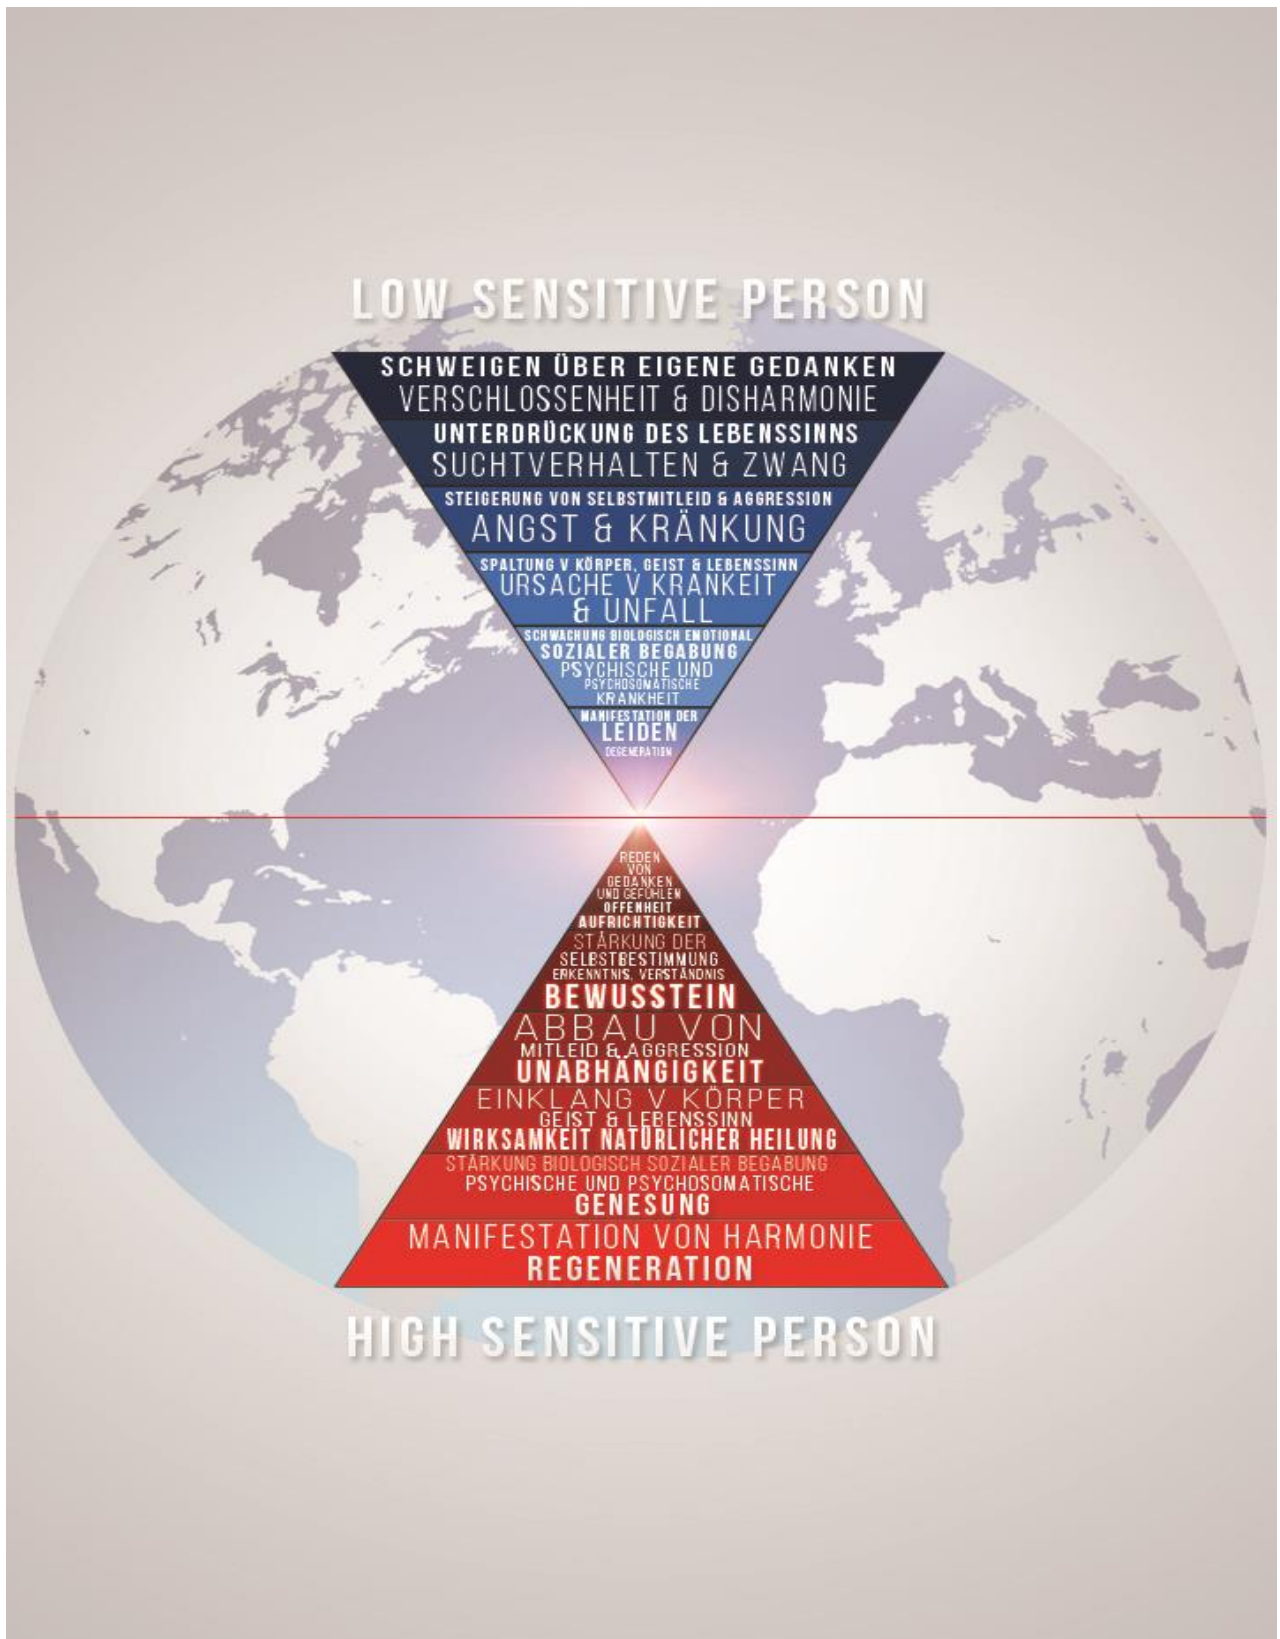 LOW SENSITIVE PERSON
SCHWEIGEN ÜBER EIGENE GEDANKEN
VERSCHLOSSENHEIT & DISHARMONIE
UNTERDRÜCKUNG DES LEBENSSINNS
SUCHTVERHALTEN & ZWANG
STEIGERUNG VON SELBSTMITLEID & AGGRESSION
ANGST & KRÄNKUNG
SPALTUNG V KÖRPER, GEIST & LEBENSSINN
URSACHE V KRANKEIT
& UNFALL
SCHWACHUNG BIOLOGISCH EMOTIONAL
SOZIALER BEGABUNG
PSYCHISCHE UND
PSYCHOSOMATISCHE
KRANKHEIT
MANIFESTATION DER
LEIDEN
DEGENERATION
REDEN
VON
GEDANKEN
UND GEFÜHLEN
OFFENHEIT
AUFRICHTIGKEIT
STÄRKUNG DER
SELBSTBESTIMMUNG
ERKENNTNIS, VERSTÄNDNIS
BEWUSSTEIN
ABBAU VON
MITLEID & AGGRESSION
UNABHÄNGIGKEIT
EINKLANG V KÖRPER
GEIST & LEBENSSINN
WIRKSAMKEIT NATÜRLICHER HEILUNG
STÄRKUNG BIOLOGISCH SOZIALER BEGABUNG
PSYCHISCHE UND PSYCHOSOMATISCHE
GENESUNG
MANIFESTATION VON HARMONIE
REGENERATION
HIGH SENSITIVE PERSON